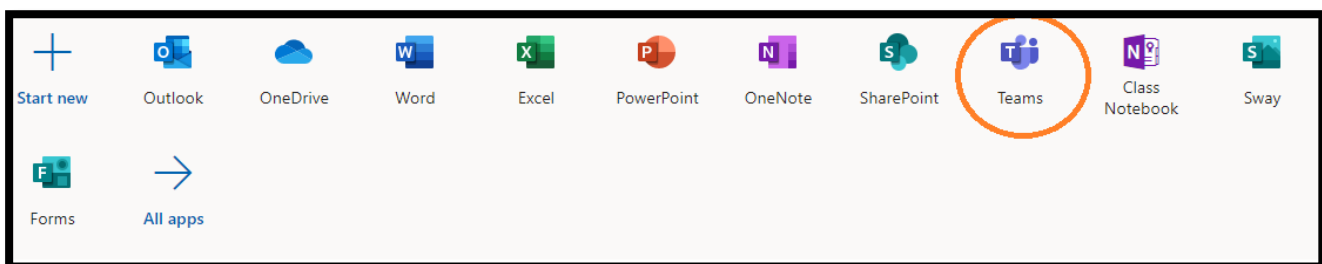 Start new
Outlook
OneDrive
Word
Excel
PowerPoint
OneNote
SharePoint
Teams
Class
Notebook
Sway
Forms
All apps